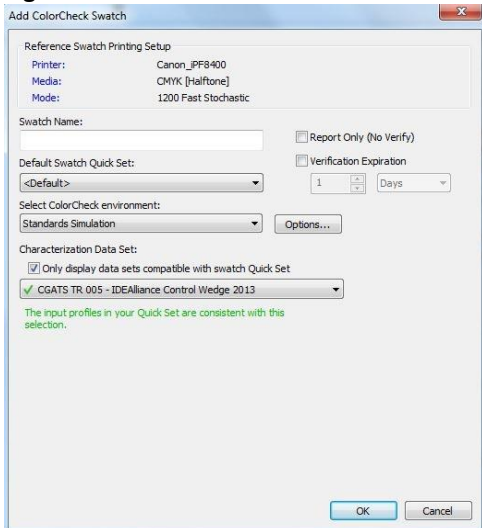 Add ColorCheck Swatch
Reference Swatch Printing Setup
Printer: Canon_iPF8400
Media: CMYK [Halftone]
Mode: 1200 Fast Stochastic
Swatch Name:
Report Only (No Verify)
Default Swatch Quick Set:
Verification Expiration
<Default>
1 Days
Select ColorCheck environment:
Standards Simulation Options...
Characterization Data Set:
Only display data sets compatible with swatch Quick Set
CGATS TR 005 - IDEAlliance Control Wedge 2013
The input profiles in your Quick Set are consistent with this
selection.
OK Cancel